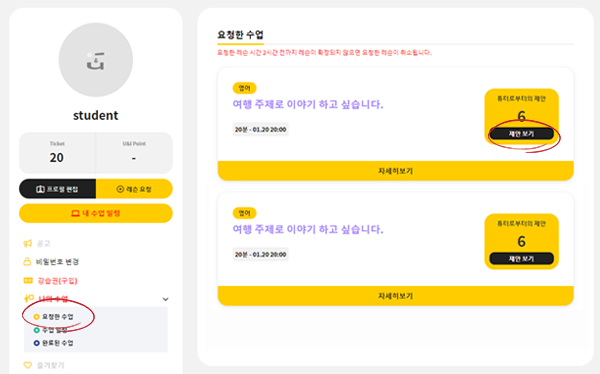 student
Ticket
U&I Point
20
-
프로필 편집
레슨 요청
내 수업 일정
공고
비밀번호 변경
강습권(구입)
나의 수업
요청한 수업
수업 일정
완료된 수업
즐겨찾기
요청한 수업
요청한 레슨 시간 2시간 전까지 레슨이 확정되지 않으면 요청한 레슨이 취소됩니다.
영어
여행 주제로 이야기 하고 싶습니다.
20분 - 01.20 20:00
튜터로부터의 제안
6
제안 보기
자세히보기
영어
여행 주제로 이야기 하고 싶습니다.
20분 - 01.20 20:00
튜터로부터의 제안
6
제안 보기
자세히보기